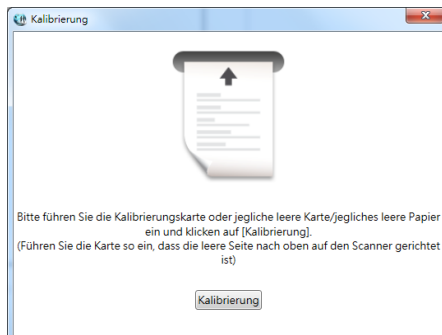 Kalibrierung
Bitte führen Sie die Kalibrierungskarte oder jegliche leere Karte/jegliches leere Papier
ein und klicken auf [Kalibrierung].
(Führen Sie die Karte so ein, dass die leere Seite nach oben auf den Scanner gerichtet
ist)
Kalibrierung